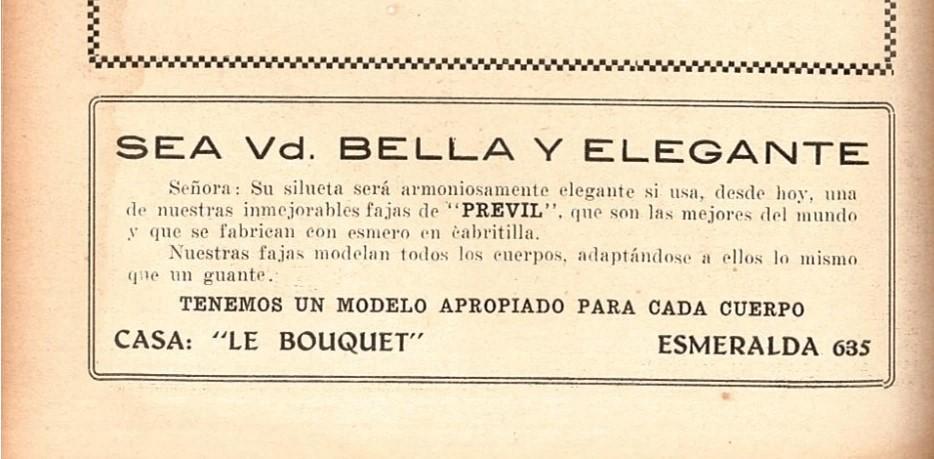 SEA Vd. BELLA Y ELEGANTE
Señora: Su silueta será armoniosamente elegante si usa, desde hoy, una
de nuestras inmejorables fajas de "PREVIL", que son las mejores del mundo
y que se fabrican con esmero en cabritilla.
Nuestras fajas modelan todos los cuerpos, adaptándose a ellos lo mismo
que un guante.
TENEMOS UN MODELO APROPIADO PARA CADA CUERPO
CASA: "LE BOUQUET" ESMERALDA 635